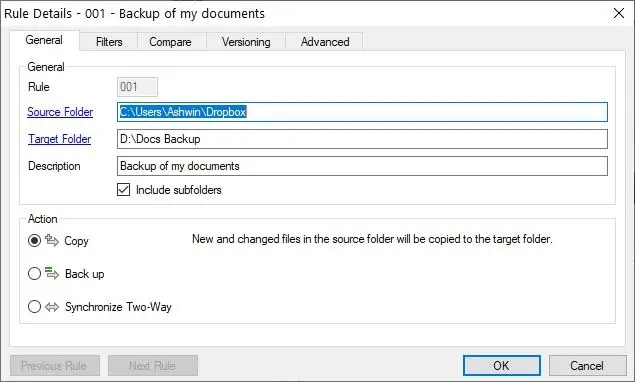 Rule Details - 001 - Backup of my documents
General Filters Compare Versioning Advanced
General
Rule 001
Source Folder C:\Users\Ashwin\Dropbox
Target Folder D:\Docs Backup
Description Backup of my documents
Include subfolders
Action
Copy New and changed files in the source folder will be copied to the target folder.
Back up
Synchronize Two-Way
Previous Rule Next Rule OK Cancel